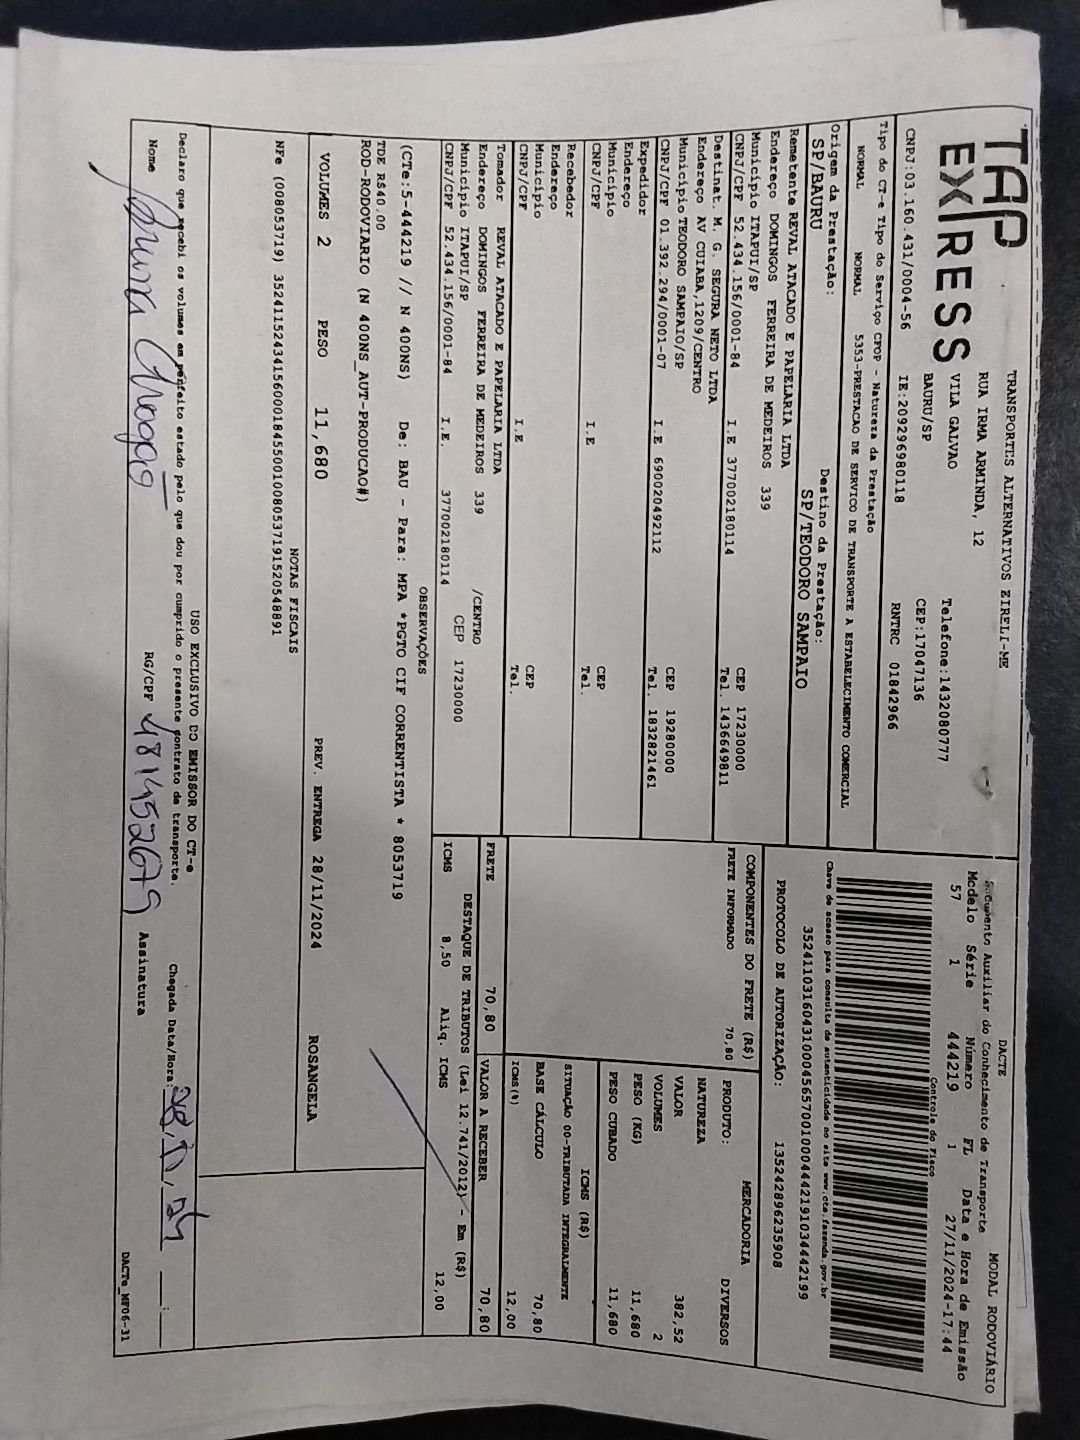 TAP
EXPRESS
TRANSPORTES ALTERNATIVOS EIRELI-ME
RUA IRMA ARMINDA, 12
VILA GALVAO
BAURU/SP
Telefone:1432080777
CEP:17047136
CNPJ:03.160.431/0004-56 IE:209296980118 RNTRC 01842966
DACTE
Auxiliar do Conhecimento de Transporte
MODAL RODOVIÁRIO
Modelo Série Número FL Data e Hora de Emissão
57 1 444219 1 27/11/2024-17:44
Controle do Fisco
Chave de acesso para consulta de autenticidade no site www.cte.fazenda.gov.br
PROTOCOLO DE AUTORIZAÇÃO: 135242896235908
Tipo do CT-e Tipo do Serviço CFOP - Natureza da Prestação
NORMAL NORMAL 5353-PRESTACAO DE SERVICO DE TRANSPORTE A ESTABELECIMENTO COMERCIAL
Origem da Prestação: Destino da Prestação:
SP/BAURU SP/TEODORO SAMPAIO
Remetente REVAL ATACADO E PAPELARIA LTDA
Endereço DOMINGOS FERREIRA DE MEDEIROS 339
Município ITAPUI/SP CEP 17230000
CNPJ/CPF 52.434.156/0001-84 I.E 377002180114 Tel. 1436649811
Destinat. M. G. SEGURA NETO LTDA
Endereço AV CUIABA,1209/CENTRO
Município TEODORO SAMPAIO/SP CEP 19280000
CNPJ/CPF 01.392.294/0001-07 I.E 690020492112 Tel. 1832821461
Expedidor
Endereço
Município CEP
CNPJ/CPF I.E Tel.
Recebedor
Endereço
Município CEP
CNPJ/CPF I.E Tel.
Tomador REVAL ATACADO E PAPELARIA LTDA
Endereço DOMINGOS FERREIRA DE MEDEIROS 339 /CENTRO
Município ITAPUI/SP CEP 17230000
CNPJ/CPF 52.434.156/0001-84 I.E. 377002180114
COMPONENTES DO FRETE (R$)
FRETE INFORMADO 70,80
MERCADORIA
PRODUTO: DIVERSOS
NATUREZA
VALOR 382,52
VOLUMES 2
PESO (KG) 11,680
PESO CUBADO 11,680
ICMS (R$)
SITUAÇÃO 00-TRIBUTADA INTEGRALMENTE
BASE CÁLCULO 70,80
ICMS(%) 12,00
FRETE 70,80 VALOR A RECEBER 70,80
DESTAQUE DE TRIBUTOS (Lei 12.741/2012) - Em (R$)
ICMS 8,50 Aliq. ICMS 12,00
OBSERVAÇÕES
(CTe:5-444219 // N 400NS) De: BAU - Para: MPA *PGTO CIF CORRENTISTA * 8053719
TDE R$40.00
ROD-RODOVIARIO (N 400NS_AUT-PRODUCAO#)
VOLUMES 2 PESO 11,680 PREV. ENTREGA 28/11/2024 ROSANGELA
NOTAS FISCAIS
NFe (008053719) 35241152434156000184550010080537191520548891
USO EXCLUSIVO DO EMISSOR DO CT-e
Declaro que recebi os volumes em perfeito estado pelo que dou por cumprido o presente contrato de transporte.
Chegada Data/Hora:
Nome RG/CPF 481452679 Assinatura
DACTe_MF06-31